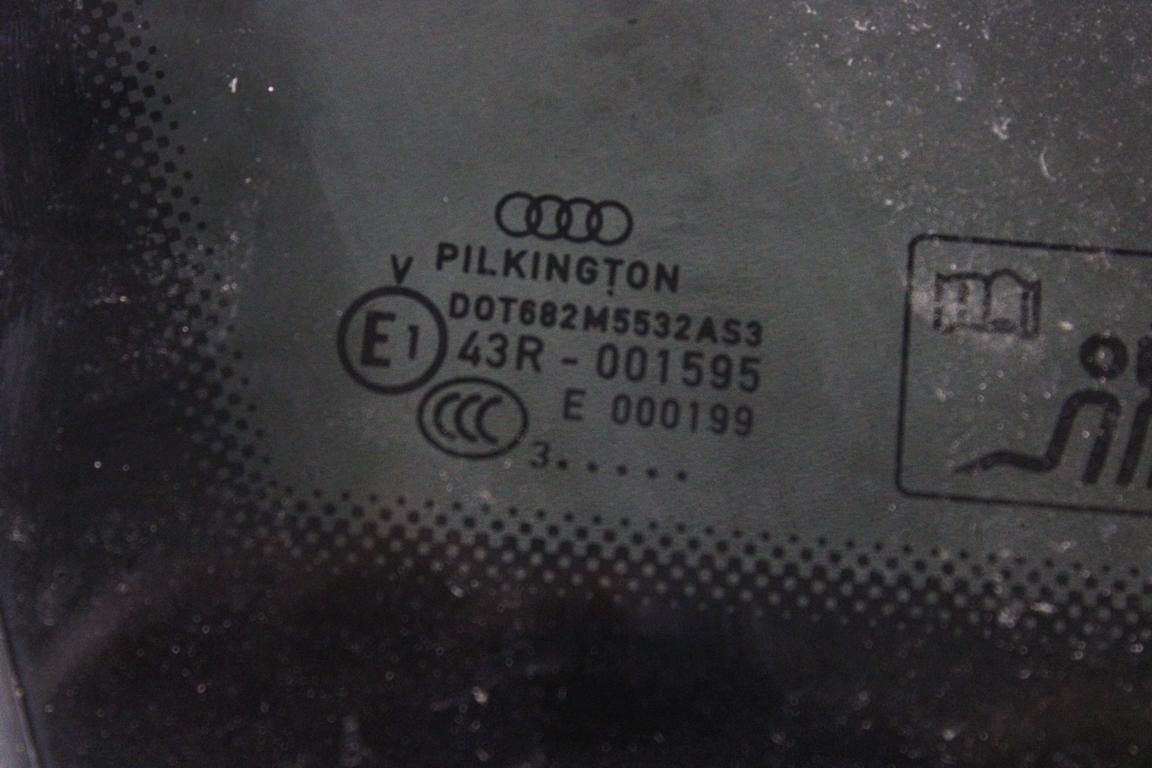 PILKINGTON
V
DOT682M5532AS3
E1 43R - 001595
CCC E 000199
3.....